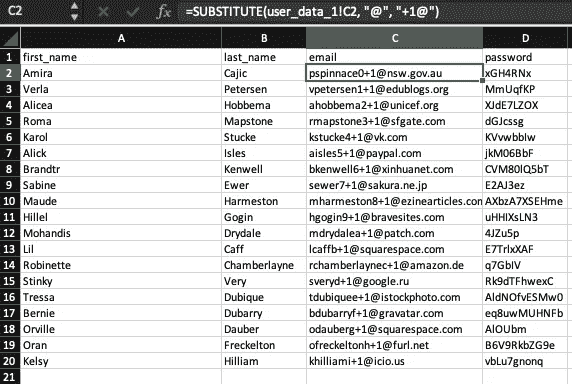 C2 fx =SUBSTITUTE(user_data_1!C2, "@", "+1@")
A B C D
1 first_name last_name email password
2 Amira Cajic pspinnace0+1@nsw.gov.au xGH4RNx
3 Verla Petersen vpetersen1+1@edublogs.org MmUqfKP
4 Alicea Hobbema ahobbema2+1@unicef.org XJdE7LZOX
5 Roma Mapstone rmapstone3+1@sfgate.com dGJcssg
6 Karol Stucke kstucke4+1@vk.com KVvwbblw
7 Alick Isles aisles5+1@paypal.com jkM06BbF
8 Brandtr Kenwell bkenwell6+1@xinhuanet.com CVM80IQ5bT
9 Sabine Ewer sewer7+1@sakura.ne.jp E2AJ3ez
10 Maude Harmeston mharmeston8+1@ezinearticles.com AXbzA7XSEHme
11 Hillel Gogin hgogin9+1@bravesites.com uHHIXsLN3
12 Mohandis Drydale mdrydalea+1@patch.com 4JZu5p
13 Lil Caff lcaffb+1@squarespace.com E7TrIxXAF
14 Robinette Chamberlayne rchamberlaynec+1@amazon.de q7GbIV
15 Stinky Very sveryd+1@google.ru Rk9dTFhwexC
16 Tressa Dubique tdubiquee+1@istockphoto.com AldNOfvESMw0
17 Bernie Dubarry bdubarryf+1@gravatar.com eq8uwMUHNFb
18 Orville Dauber odauberg+1@squarespace.com AlOUbm
19 Oran Freckelton ofreckeltonh+1@furl.net B6V9RkbZG9e
20 Kelsy Hilliam khilliami+1@icio.us vbLu7gnonq
21